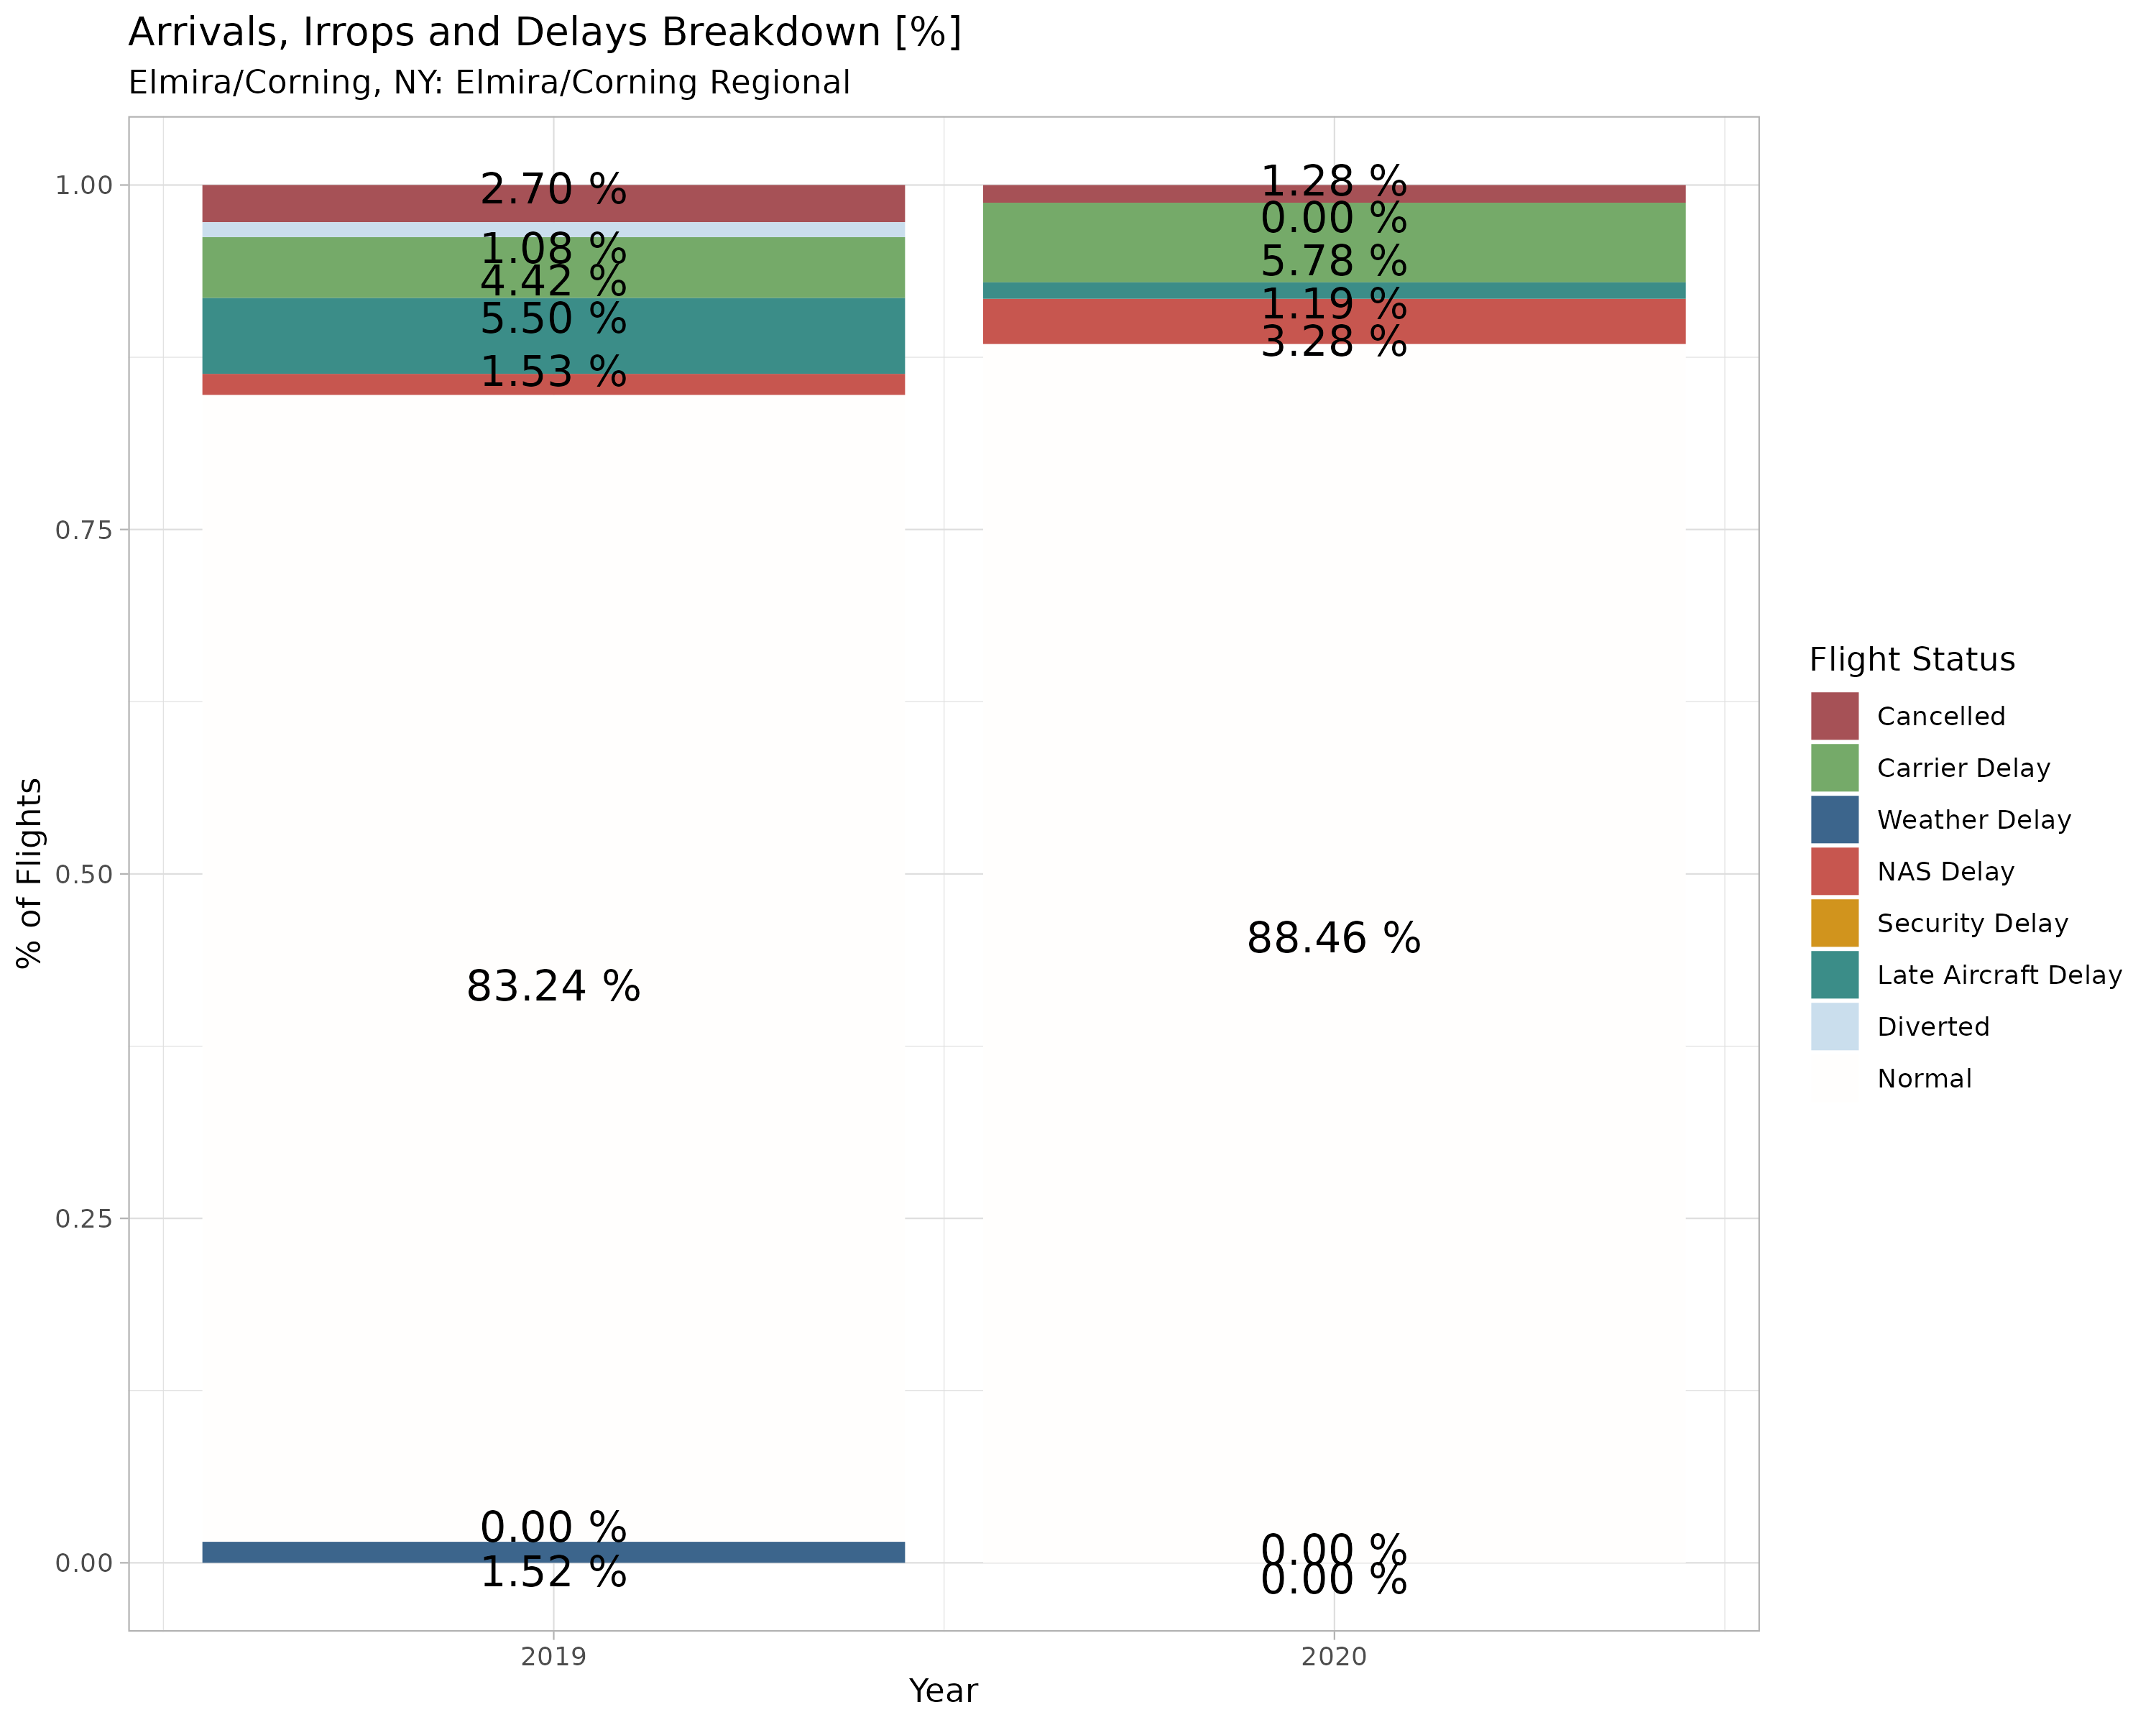 Arrivals, Irrops and Delays Breakdown [%]
Elmira/Corning, NY: Elmira/Corning Regional
% of Flights
1.00
0.75
0.50
0.25
0.00
2.70 %
1.08 %
4.42 %
5.50 %
1.53 %
83.24 %
0.00 %
1.52 %
1.28 %
0.00 %
5.78 %
1.19 %
3.28 %
88.46 %
0.00 %
0.00 %
2019
2020
Year
Flight Status
Cancelled
Carrier Delay
Weather Delay
NAS Delay
Security Delay
Late Aircraft Delay
Diverted
Normal